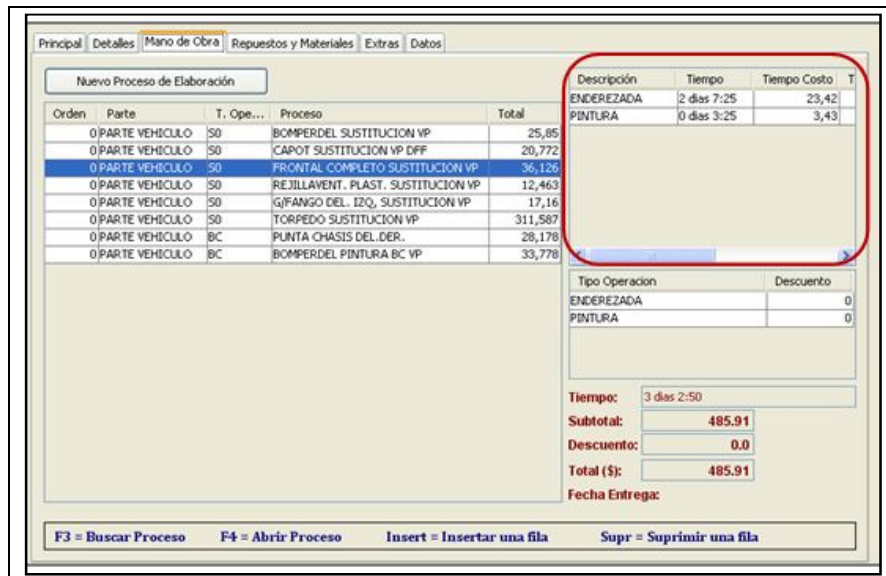 Principal Detalles Mano de Obra Repuestos y Materiales Extras Datos
Nuevo Proceso de Elaboración
Orden Parte T. Ope... Proceso Total
0 PARTE VEHICULO S0 BOMPERDEL SUSTITUCION VP 25,85
0 PARTE VEHICULO S0 CAPOT SUSTITUCION VP DFF 20,772
0 PARTE VEHICULO S0 FRONTAL COMPLETO SUSTITUCION VP 36,126
0 PARTE VEHICULO S0 REJILLAVENT. PLAST. SUSTITUCION VP 12,463
0 PARTE VEHICULO S0 G/FANGO DEL. IZQ, SUSTITUCION VP 17,16
0 PARTE VEHICULO S0 TORPEDO SUSTITUCION VP 311,587
0 PARTE VEHICULO BC PUNTA CHASIS DEL.DER. 28,178
0 PARTE VEHICULO BC BOMPERDEL PINTURA BC VP 33,778
Descripción Tiempo Tiempo Costo T
ENDEREZADA 2 dias 7:25 23,42
PINTURA 0 dias 3:25 3,43
Tipo Operacion Descuento
ENDEREZADA 0
PINTURA 0
Tiempo: 3 dias 2:50
Subtotal: 485.91
Descuento: 0.0
Total ($): 485.91
Fecha Entrega:
F3 = Buscar Proceso F4 = Abrir Proceso Insert = Insertar una fila Supr = Suprimir una fila